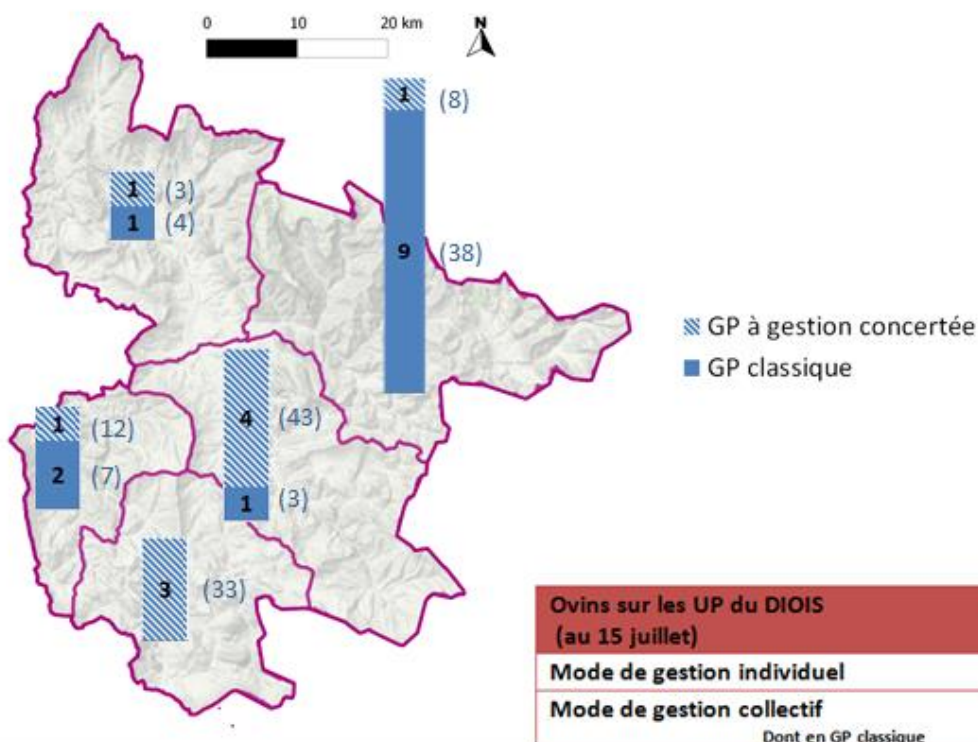 0 10 20 km
N
1 (8)
1 (3)
1 (4)
9 (38)
GP à gestion concertée
GP classique
4 (43)
1 (12)
2 (7)
1 (3)
3 (33)
Ovins sur les UP du DIOIS
(au 15 juillet)
Mode de gestion individuel
Mode de gestion collectif
Dont en GP classique